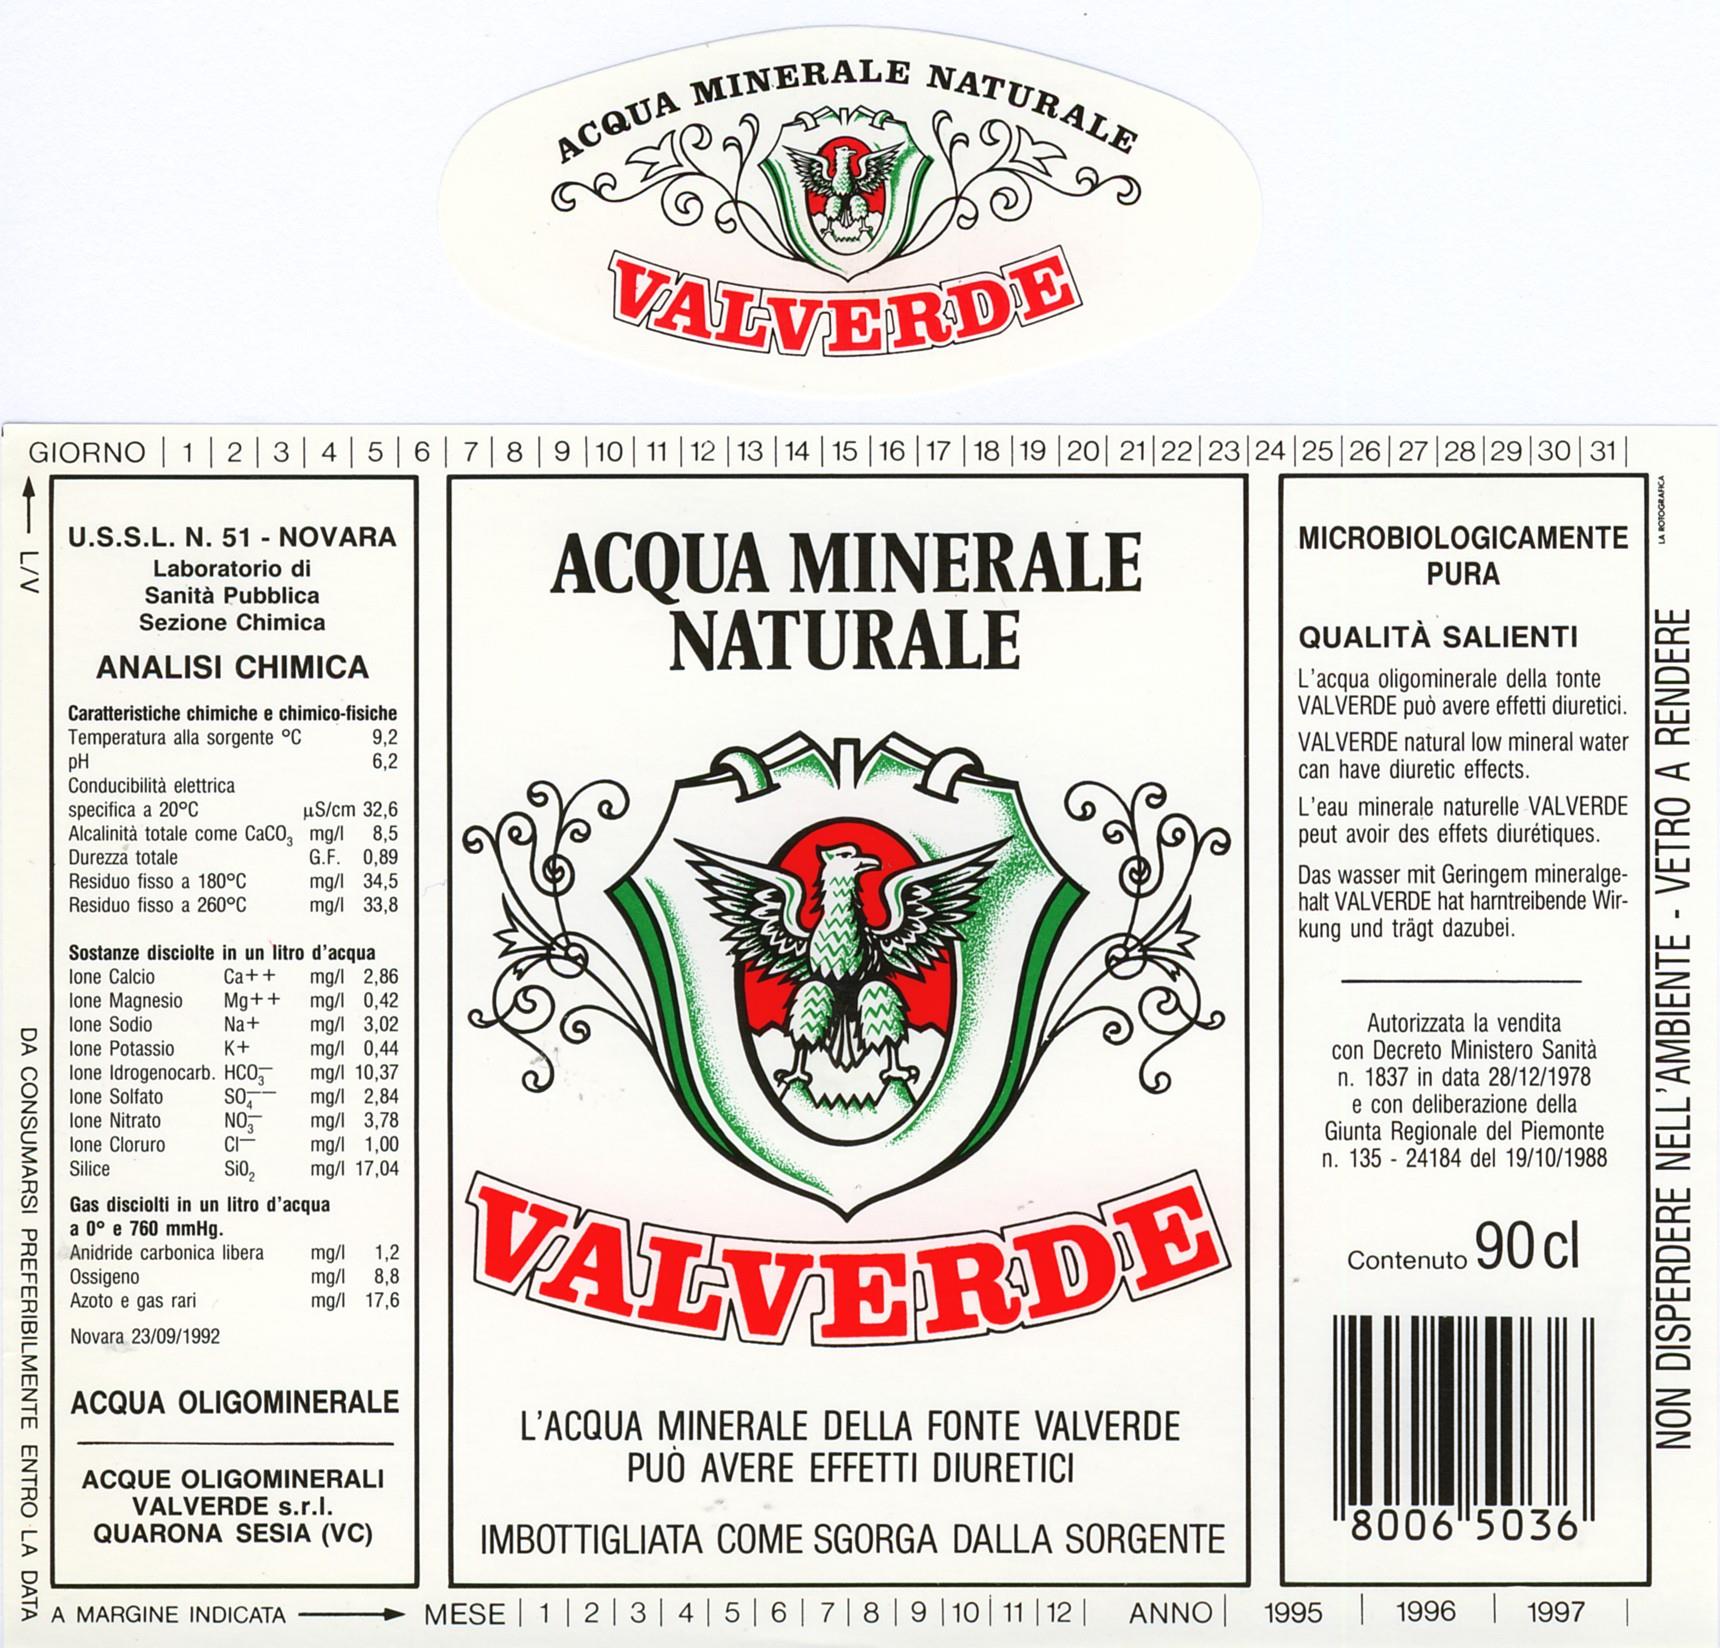 ACQUA MINERALE NATURALE
VALVERDE
GIORNO | 1 | 2 | 3 | 4 | 5 | 6 | 7 | 8 | 9 | 10 | 11 | 12 | 13 | 14 | 15 | 16 | 17 | 18 | 19 | 20 | 21 | 22 | 23 | 24 | 25 | 26 | 27 | 28 | 29 | 30 | 31 |
L/V
DA CONSUMARSI PREFERIBILMENTE ENTRO LA DATA
U.S.S.L. N. 51 - NOVARA
Laboratorio di
Sanità Pubblica
Sezione Chimica
ANALISI CHIMICA
Caratteristiche chimiche e chimico-fisiche
Temperatura alla sorgente °C 9,2
pH 6,2
Conducibilità elettrica
specifica a 20°C µS/cm 32,6
Alcalinità totale come CaCO₃ mg/l 8,5
Durezza totale G.F. 0,89
Residuo fisso a 180°C mg/l 34,5
Residuo fisso a 260°C mg/l 33,8
Sostanze disciolte in un litro d'acqua
Ione Calcio Ca++ mg/l 2,86
Ione Magnesio Mg++ mg/l 0,42
Ione Sodio Na+ mg/l 3,02
Ione Potassio K+ mg/l 0,44
Ione Idrogenocarb. HCO₃— mg/l 10,37
Ione Solfato SO₄—— mg/l 2,84
Ione Nitrato NO₃— mg/l 3,78
Ione Cloruro Cl— mg/l 1,00
Silice SiO₂ mg/l 17,04
Gas disciolti in un litro d'acqua
a 0° e 760 mmHg.
Anidride carbonica libera mg/l 1,2
Ossigeno mg/l 8,8
Azoto e gas rari mg/l 17,6
Novara 23/09/1992
ACQUA OLIGOMINERALE
ACQUE OLIGOMINERALI
VALVERDE s.r.l.
QUARONA SESIA (VC)
ACQUA MINERALE
NATURALE
VALVERDE
L'ACQUA MINERALE DELLA FONTE VALVERDE
PUÒ AVERE EFFETTI DIURETICI
IMBOTTIGLIATA COME SGORGA DALLA SORGENTE
MICROBIOLOGICAMENTE
PURA
QUALITÀ SALIENTI
L'acqua oligominerale della fonte
VALVERDE può avere effetti diuretici.
VALVERDE natural low mineral water
can have diuretic effects.
L'eau minerale naturelle VALVERDE
peut avoir des effets diurétiques.
Das wasser mit Geringem mineralge-
halt VALVERDE hat harntreibende Wir-
kung und trägt dazubei.
Autorizzata la vendita
con Decreto Ministero Sanità
n. 1837 in data 28/12/1978
e con deliberazione della
Giunta Regionale del Piemonte
n. 135 - 24184 del 19/10/1988
Contenuto 90 cl
8006 5036
LA ROTOGRAFICA
NON DISPERDERE NELL'AMBIENTE - VETRO A RENDERE
A MARGINE INDICATA MESE | 1 | 2 | 3 | 4 | 5 | 6 | 7 | 8 | 9 | 10 | 11 | 12 | ANNO | 1995 | 1996 | 1997 |